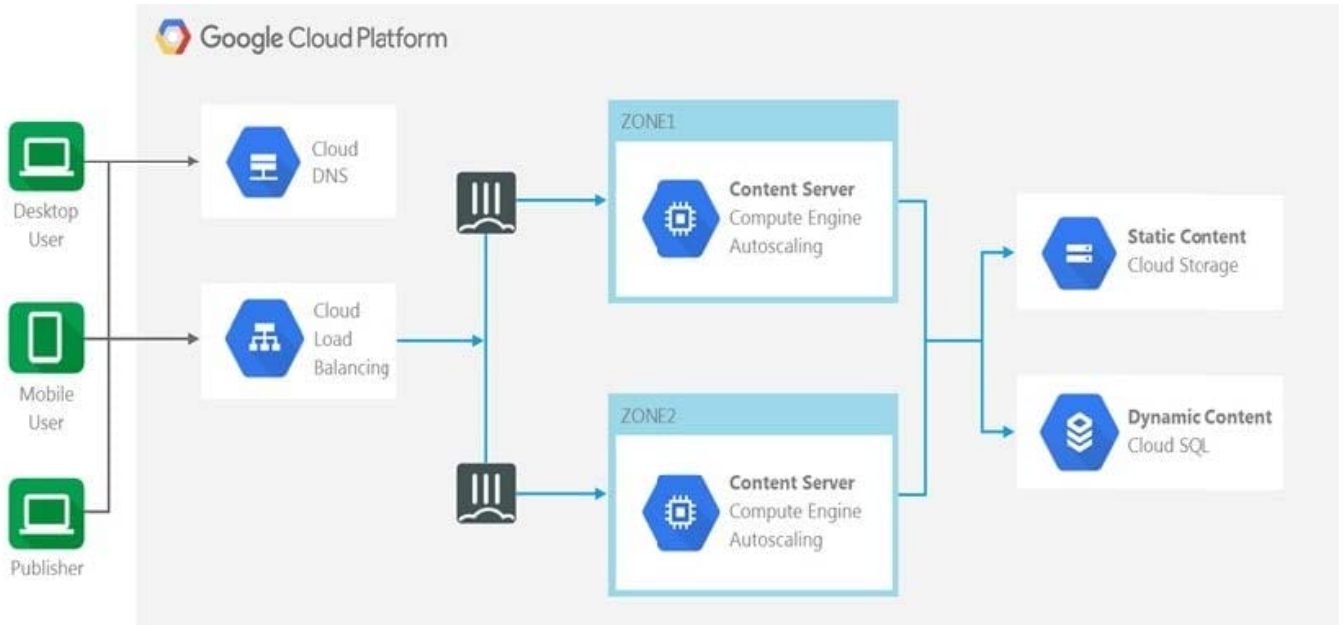 Google Cloud Platform
Desktop
User
Mobile
User
Publisher
Cloud
DNS
Cloud
Load
Balancing
ZONE1
Content Server
Compute Engine
Autoscaling
ZONE2
Content Server
Compute Engine
Autoscaling
Static Content
Cloud Storage
Dynamic Content
Cloud SQL